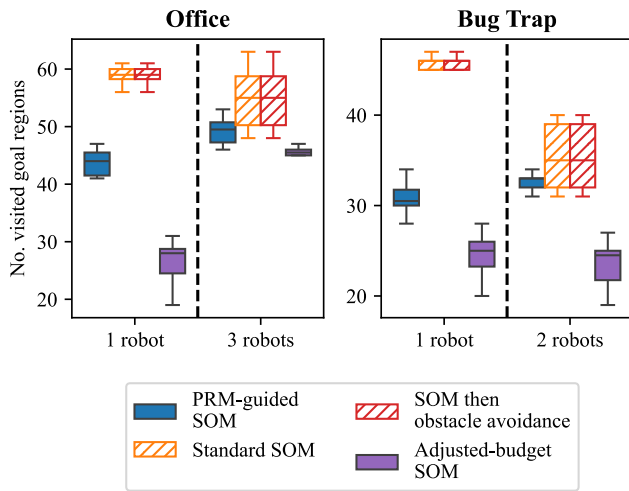 Office
Bug Trap
No. visited goal regions
60
50
40
30
20
40
30
20
1 robot
3 robots
1 robot
2 robots
PRM-guided
SOM
Standard SOM
SOM then
obstacle avoidance
Adjusted-budget
SOM